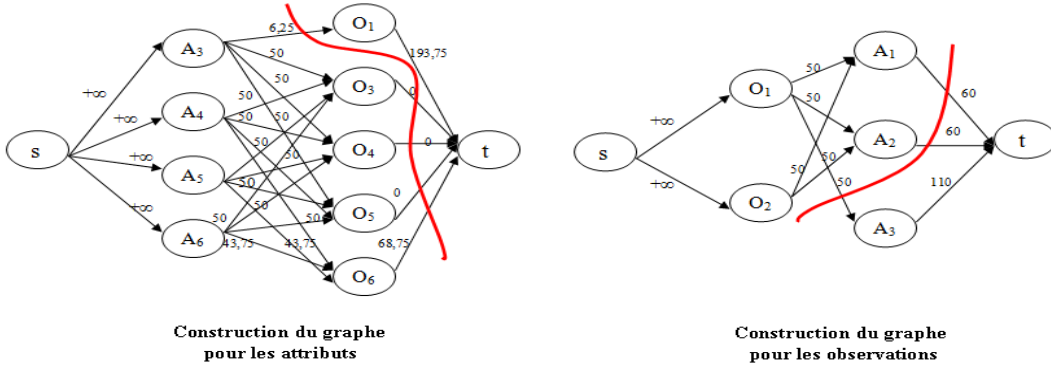 6,25
O1
A3
50
193,75
50
+∞
O3
0
A4
50
50
+∞
50
s
O4
0
t
50
+∞
A5
50
50
0
+∞
50
50
50
O5
A6
43,75
43,75
68,75
O6
Construction du graphe
pour les attributs
A1
50
O1
50
60
+∞
A2
60
s
50
t
50
50
+∞
110
O2
A3
Construction du graphe
pour les observations